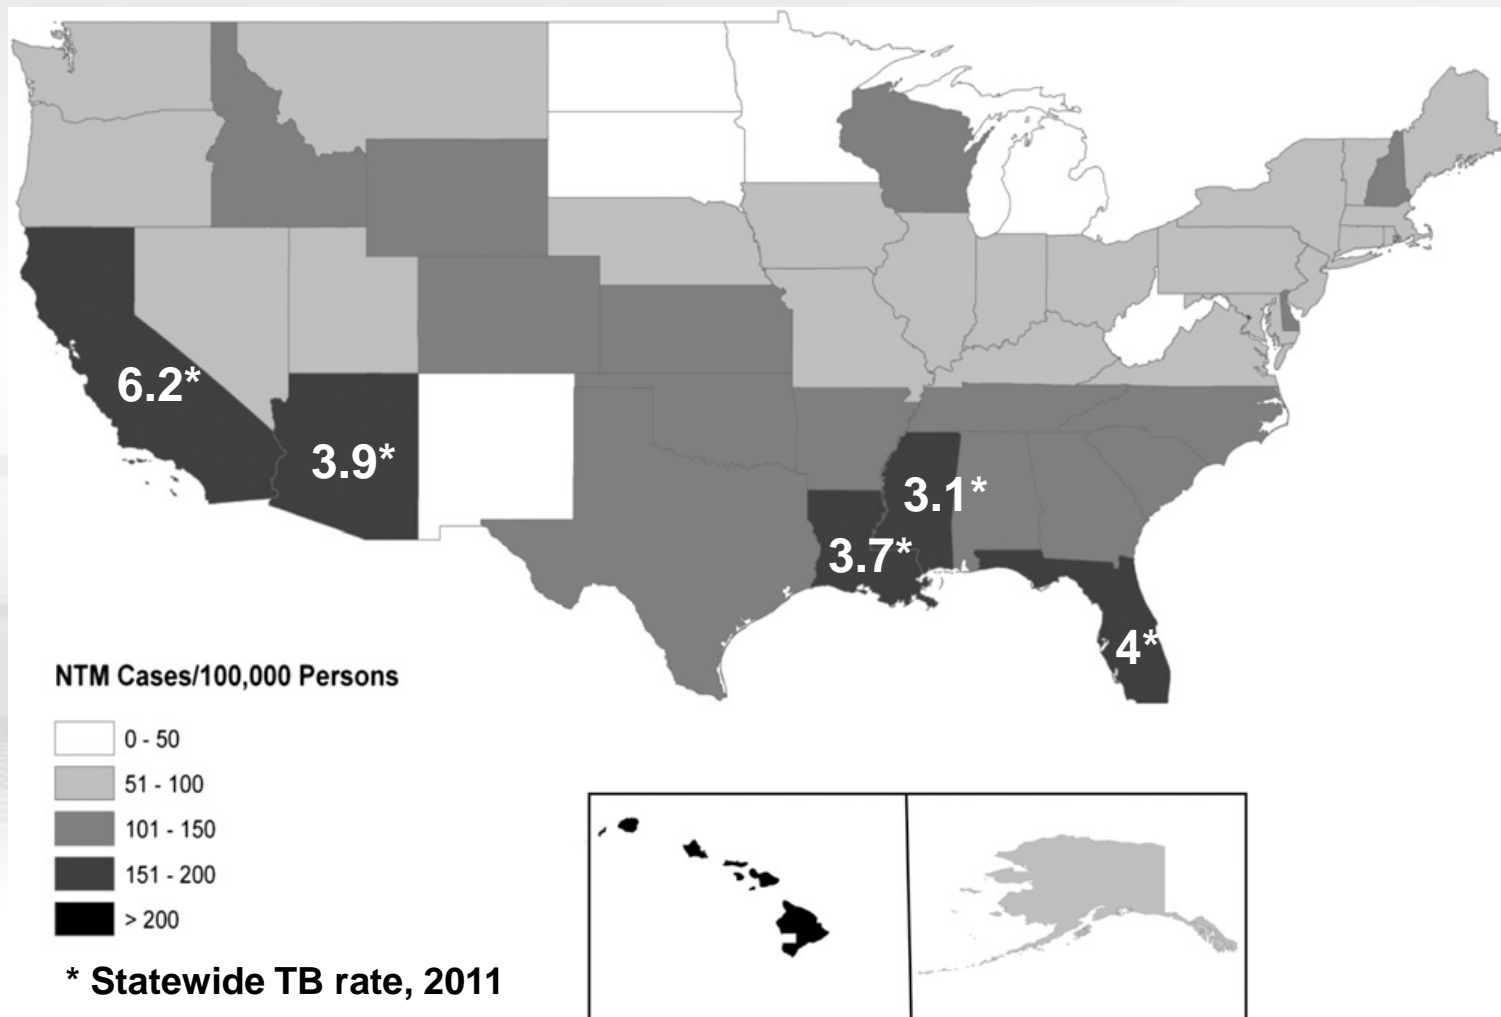 6.2*
3.9*
3.1*
3.7*
4*
NTM Cases/100,000 Persons
0 - 50
51 - 100
101 - 150
151 - 200
> 200
* Statewide TB rate, 2011